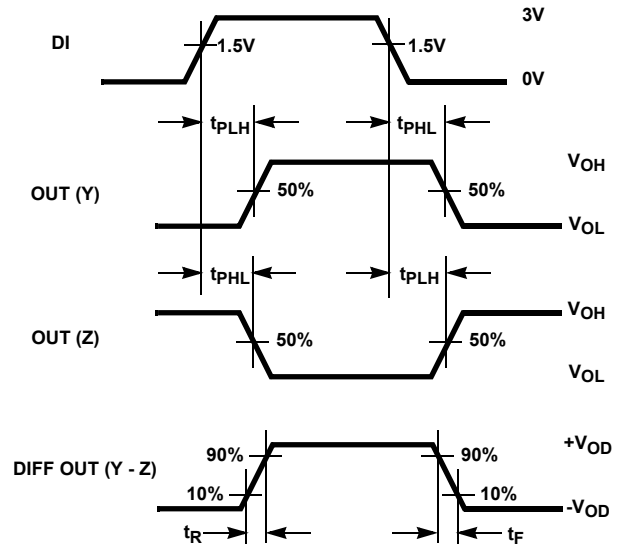 3V
DI
1.5V
1.5V
0V
tPLH
tPHL
VOH
OUT (Y)
50%
50%
VOL
tPHL
tPLH
VOH
OUT (Z)
50%
50%
VOL
+VOD
DIFF OUT (Y - Z)
90%
90%
10%
10%
-VOD
tR
tF